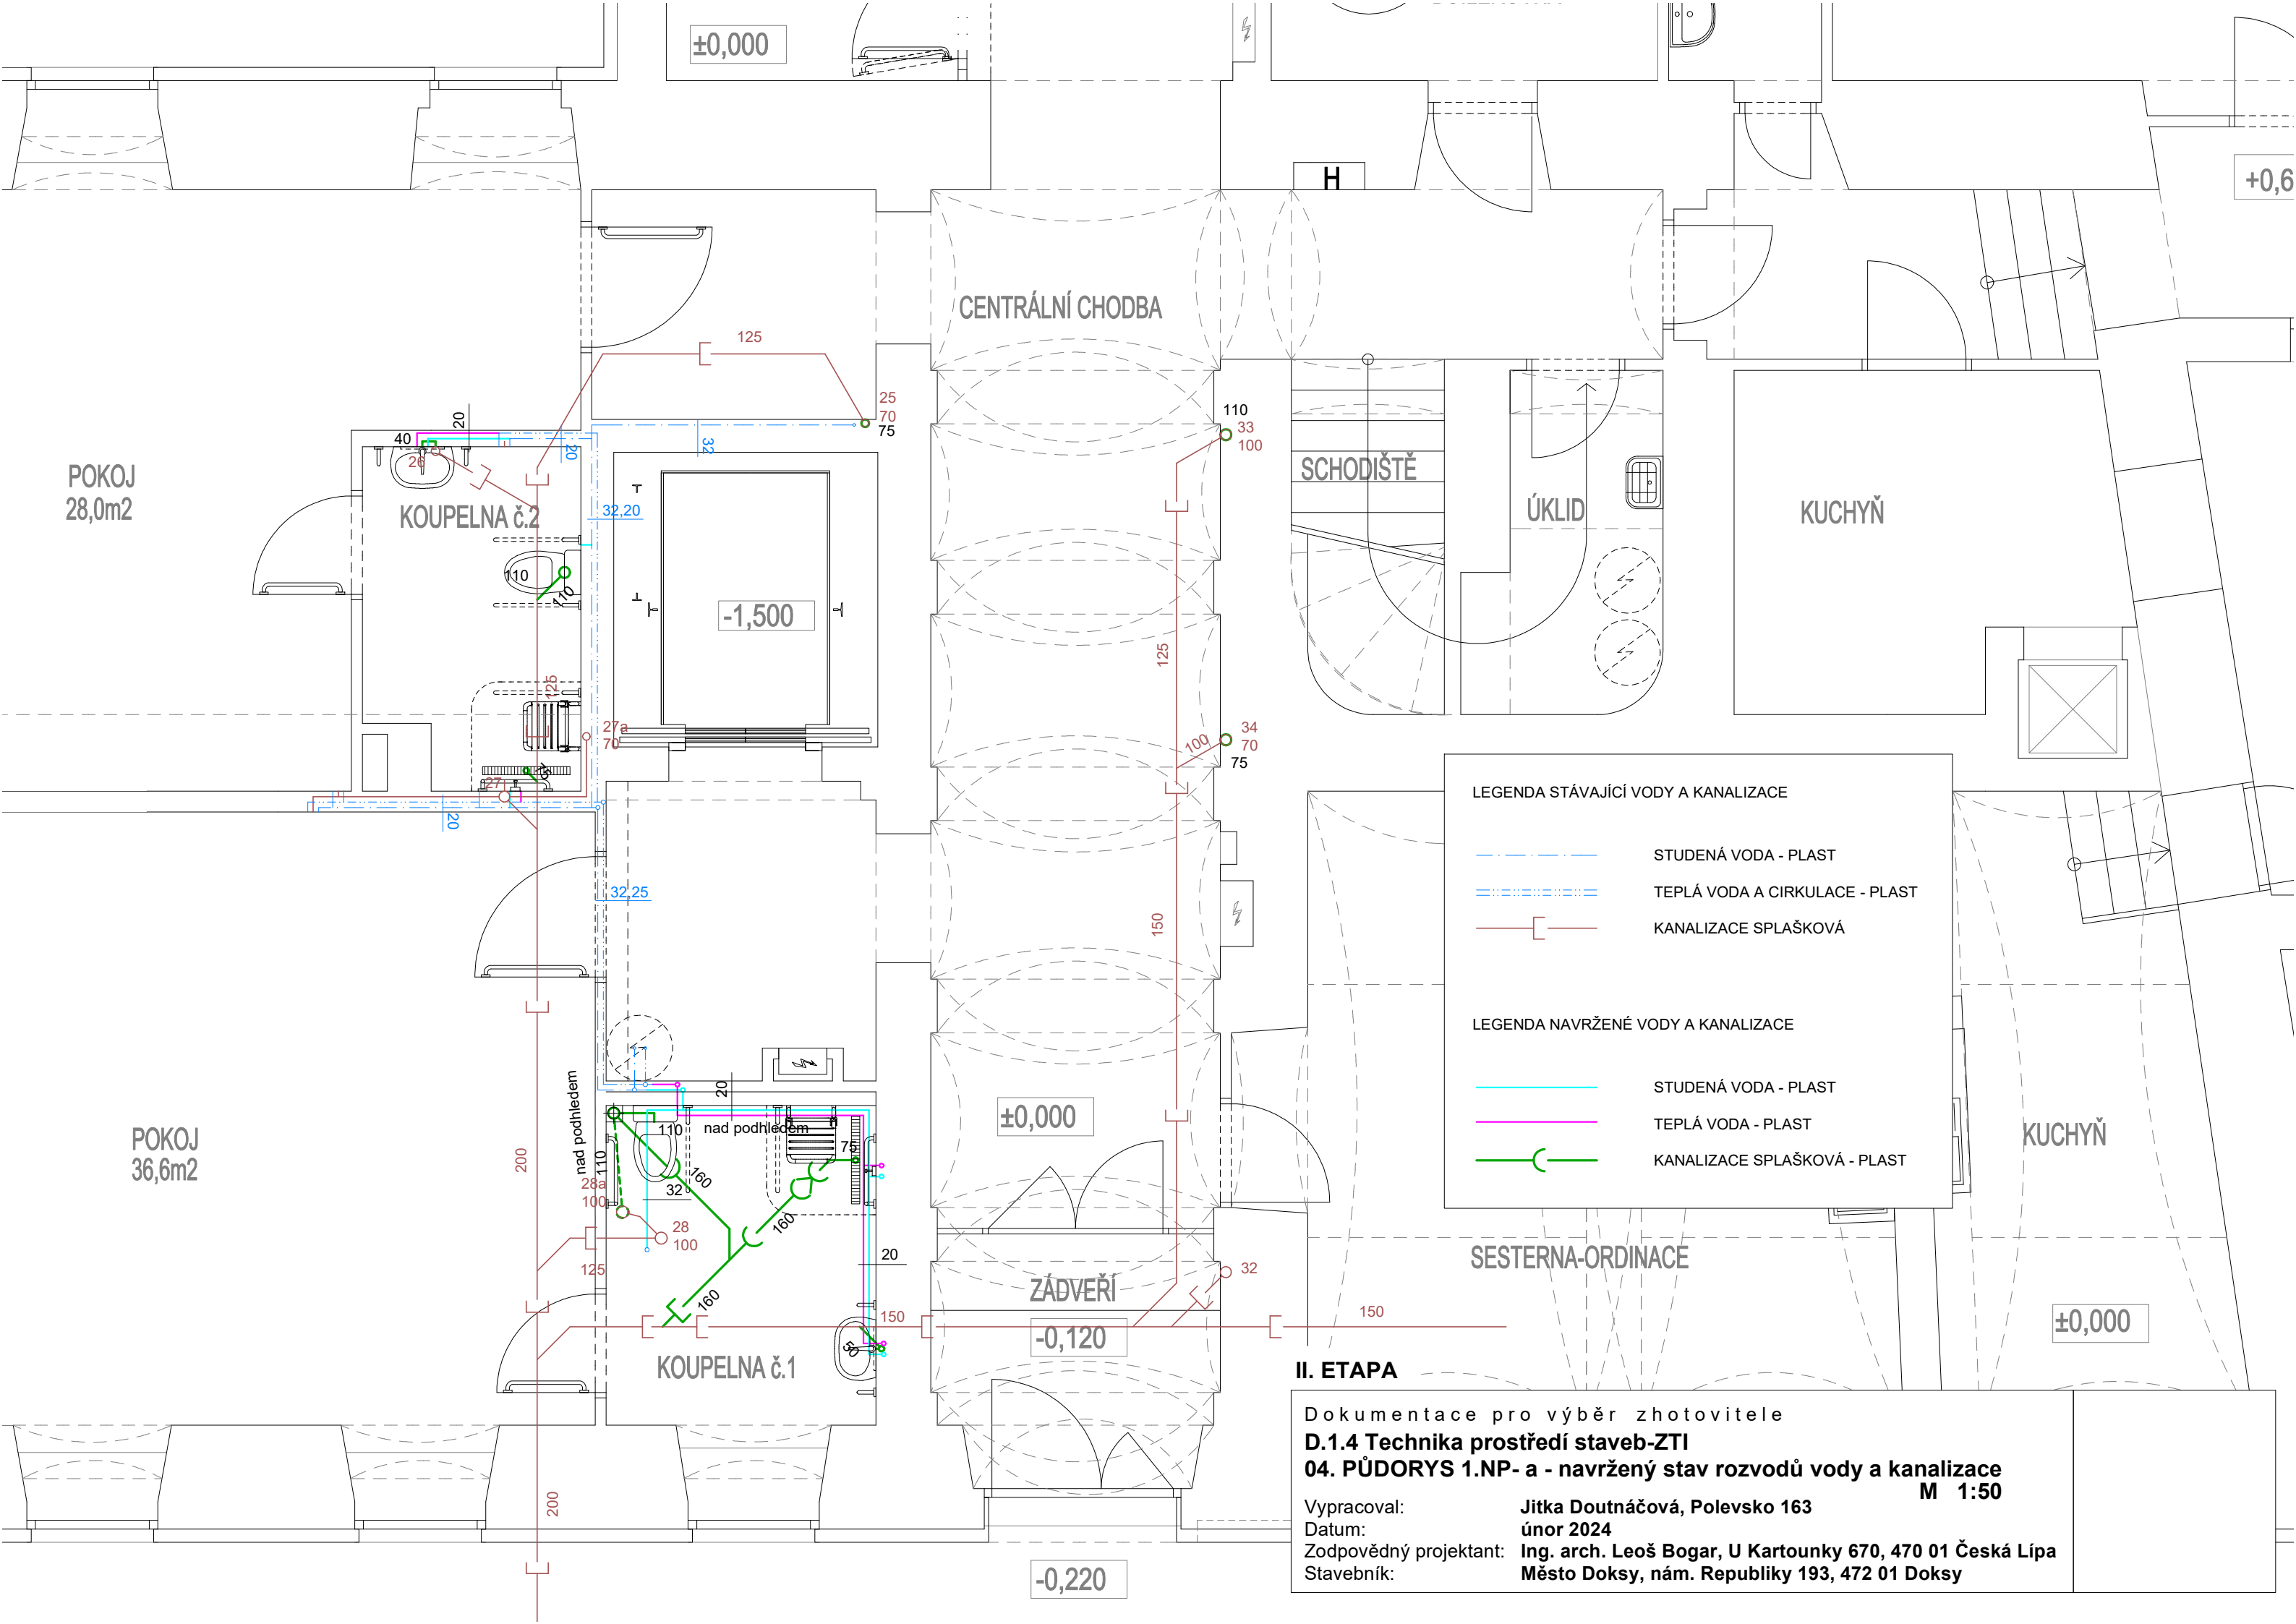 ±0,000
H
+0,6
CENTRÁLNÍ CHODBA
125
25
70
75
110
33
100
20
40
26
20
32
POKOJ
28,0m2
KOUPELNA č.2
32,20
SCHODIŠTĚ
ÚKLID
KUCHYŇ
110
110
-1,500
125
125
27a
70
100
34
70
75
75
27
20
32,25
150
LEGENDA STÁVAJÍCÍ VODY A KANALIZACE
STUDENÁ VODA - PLAST
TEPLÁ VODA A CIRKULACE - PLAST
KANALIZACE SPLAŠKOVÁ
LEGENDA NAVRŽENÉ VODY A KANALIZACE
STUDENÁ VODA - PLAST
TEPLÁ VODA - PLAST
KANALIZACE SPLAŠKOVÁ - PLAST
20
nad podhledem
nad podhledem
110
110
75
±0,000
KUCHYŇ
POKOJ
36,6m2
200
28a
100
32
160
160
28
100
125
20
160
150
50
KOUPELNA č.1
ZÁDVEŘÍ
32
-0,120
150
SESTERNA-ORDINACE
±0,000
200
-0,220
II. ETAPA
Dokumentace pro výběr zhotovitele
D.1.4 Technika prostředí staveb-ZTI
04. PŮDORYS 1.NP- a - navržený stav rozvodů vody a kanalizace
M 1:50
Vypracoval: Jitka Doutnáčová, Polevsko 163
Datum: únor 2024
Zodpovědný projektant: Ing. arch. Leoš Bogar, U Kartounky 670, 470 01 Česká Lípa
Stavebník: Město Doksy, nám. Republiky 193, 472 01 Doksy